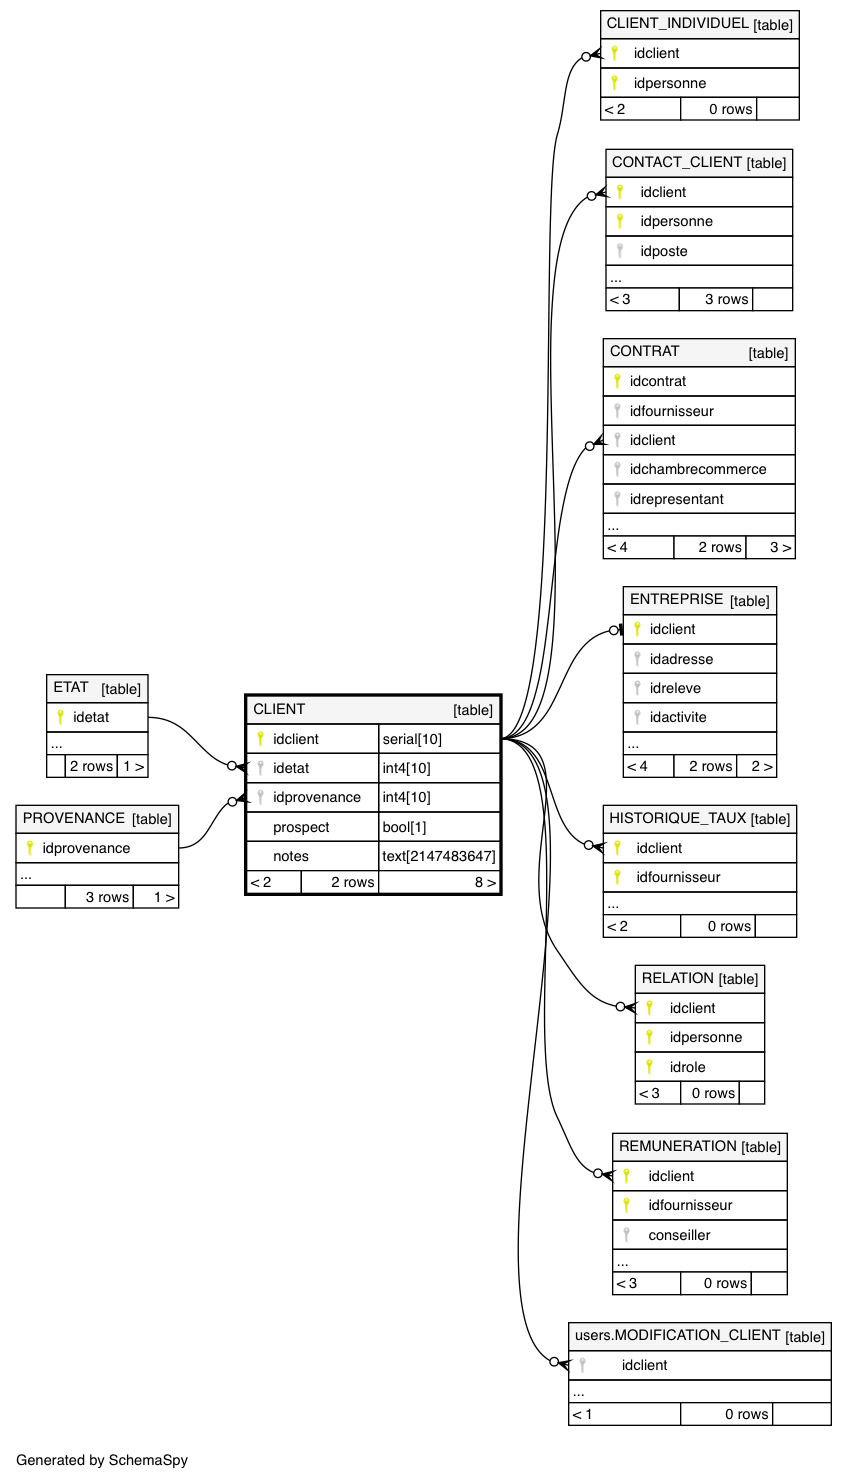 CLIENT_INDIVIDUEL [table]
idclient
idpersonne
< 2 0 rows
CONTACT_CLIENT [table]
idclient
idpersonne
idposte
...
< 3 3 rows
CONTRAT [table]
idcontrat
idfournisseur
idclient
idchambrecommerce
idrepresentant
...
< 4 2 rows 3 >
ENTREPRISE [table]
idclient
idadresse
idreleve
idactivite
...
< 4 2 rows 2 >
ETAT [table]
idetat
...
2 rows 1 >
PROVENANCE [table]
idprovenance
...
3 rows 1 >
CLIENT [table]
idclient serial[10]
idetat int4[10]
idprovenance int4[10]
prospect bool[1]
notes text[2147483647]
< 2 2 rows 8 >
HISTORIQUE_TAUX [table]
idclient
idfournisseur
...
< 2 0 rows
RELATION [table]
idclient
idpersonne
idrole
< 3 0 rows
REMUNERATION [table]
idclient
idfournisseur
conseiller
...
< 3 0 rows
users.MODIFICATION_CLIENT [table]
idclient
...
< 1 0 rows
Generated by SchemaSpy